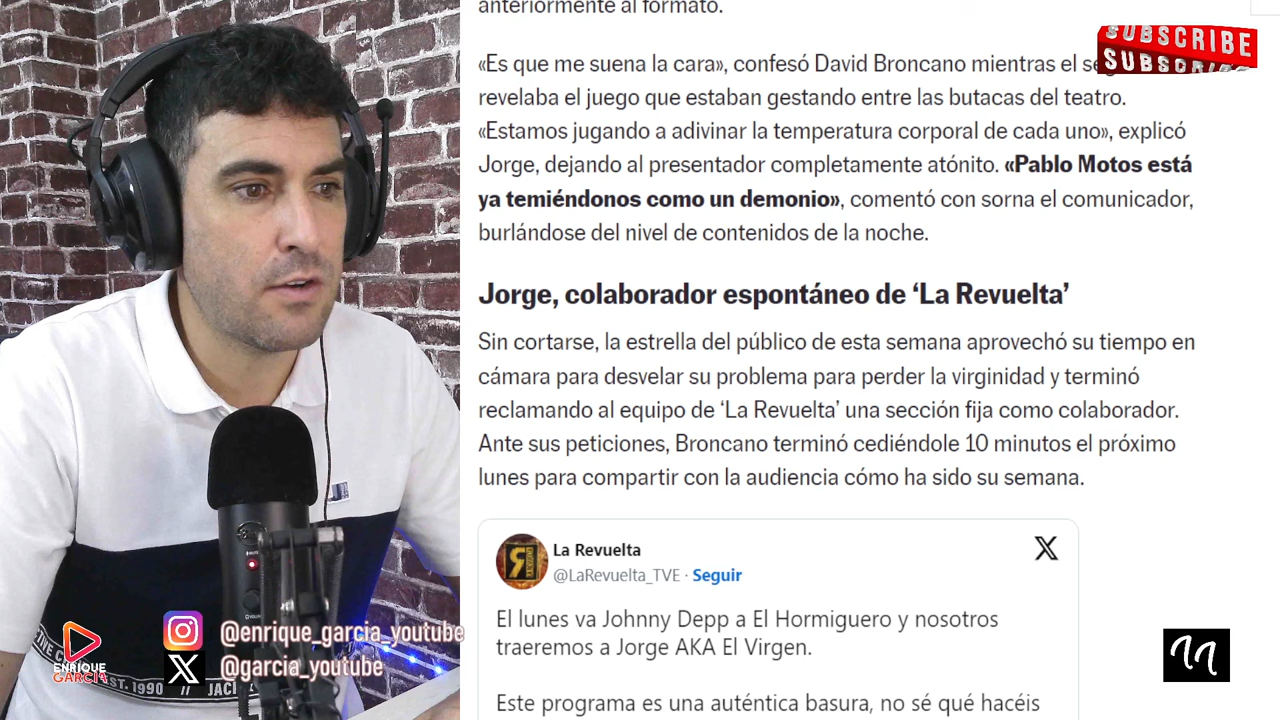 anteriormente al formato.
«Es que me suena la cara», confesó David Broncano mientras el
revelaba el juego que estaban gestando entre las butacas del teatro.
«Estamos jugando a adivinar la temperatura corporal de cada uno», explicó
Jorge, dejando al presentador completamente atónito. «Pablo Motos está
ya temiéndonos como un demonio», comentó con sorna el comunicador,
burlándose del nivel de contenidos de la noche.
Jorge, colaborador espontáneo de ‘La Revuelta’
Sin cortarse, la estrella del público de esta semana aprovechó su tiempo en
cámara para desvelar su problema para perder la virginidad y terminó
reclamando al equipo de ‘La Revuelta’ una sección fija como colaborador.
Ante sus peticiones, Broncano terminó cediéndole 10 minutos el próximo
lunes para compartir con la audiencia cómo ha sido su semana.
La Revuelta
@LaRevuelta_TVE · Seguir
El lunes va Johnny Depp a El Hormiguero y nosotros
traeremos a Jorge AKA El Virgen.
Este programa es una auténtica basura, no sé qué hacéis
SUBSCRIBE
SUBSCRIBE
@enrique_garcia_youtube
@garcia_youtube
ENRIQUE
GARCIA
EST. 1990 // JACK